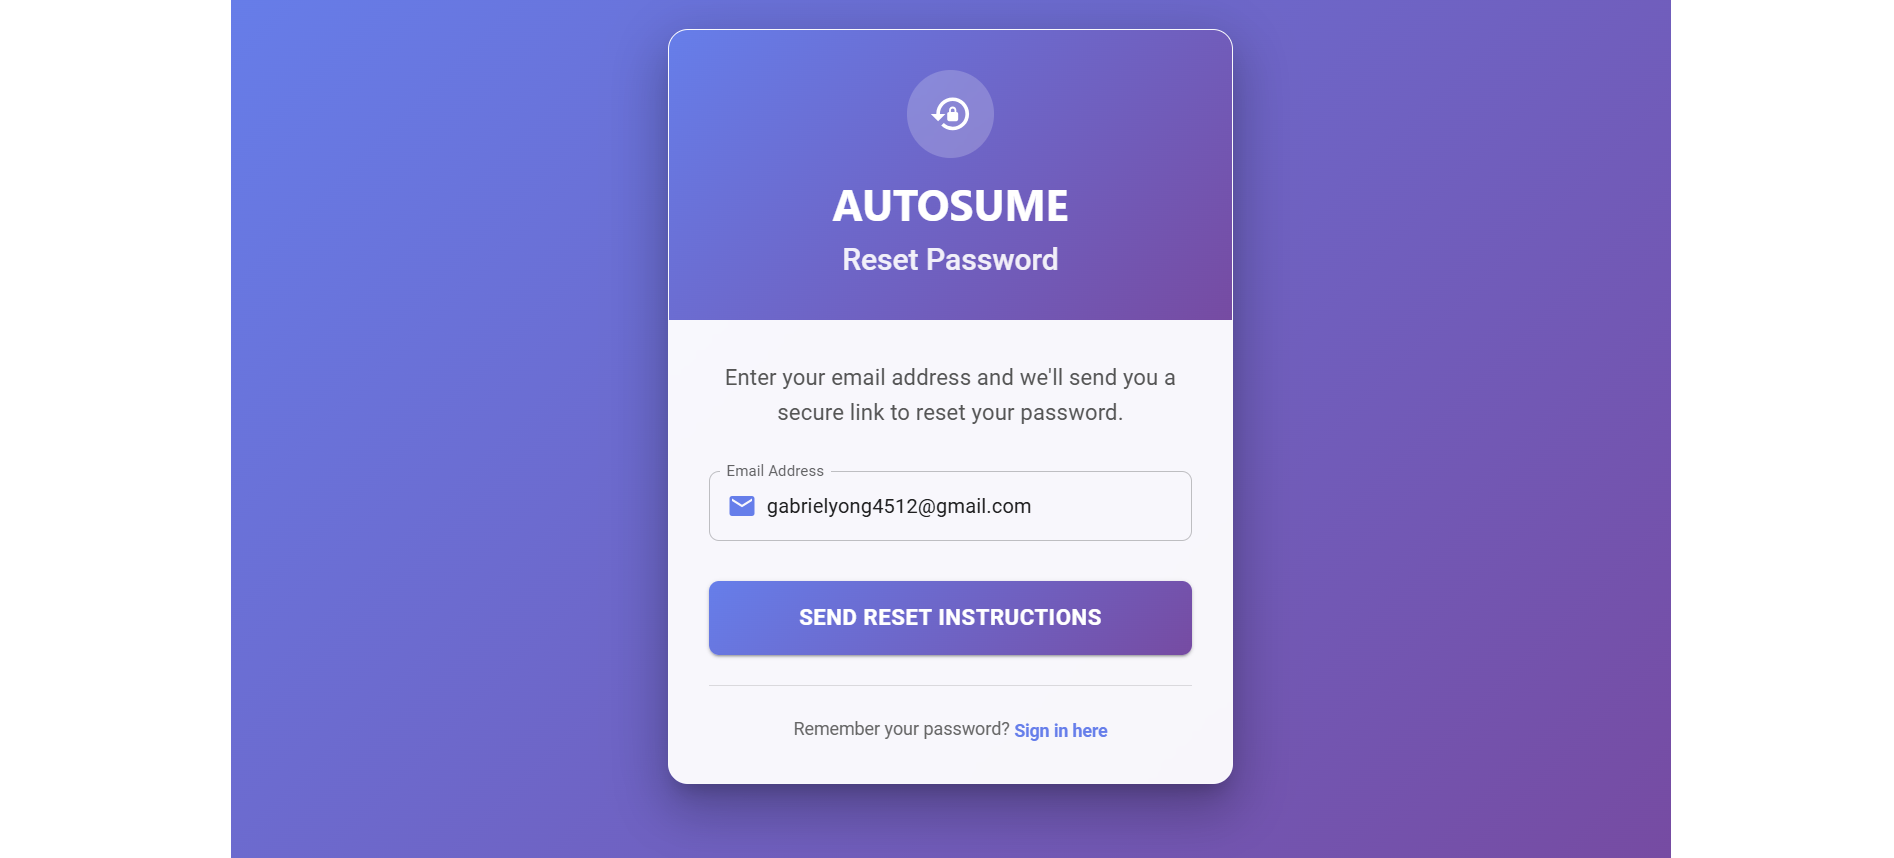 AUTOSUME
Reset Password
Enter your email address and we'll send you a
secure link to reset your password.
Email Address
gabrielyong4512@gmail.com
SEND RESET INSTRUCTIONS
Remember your password? Sign in here